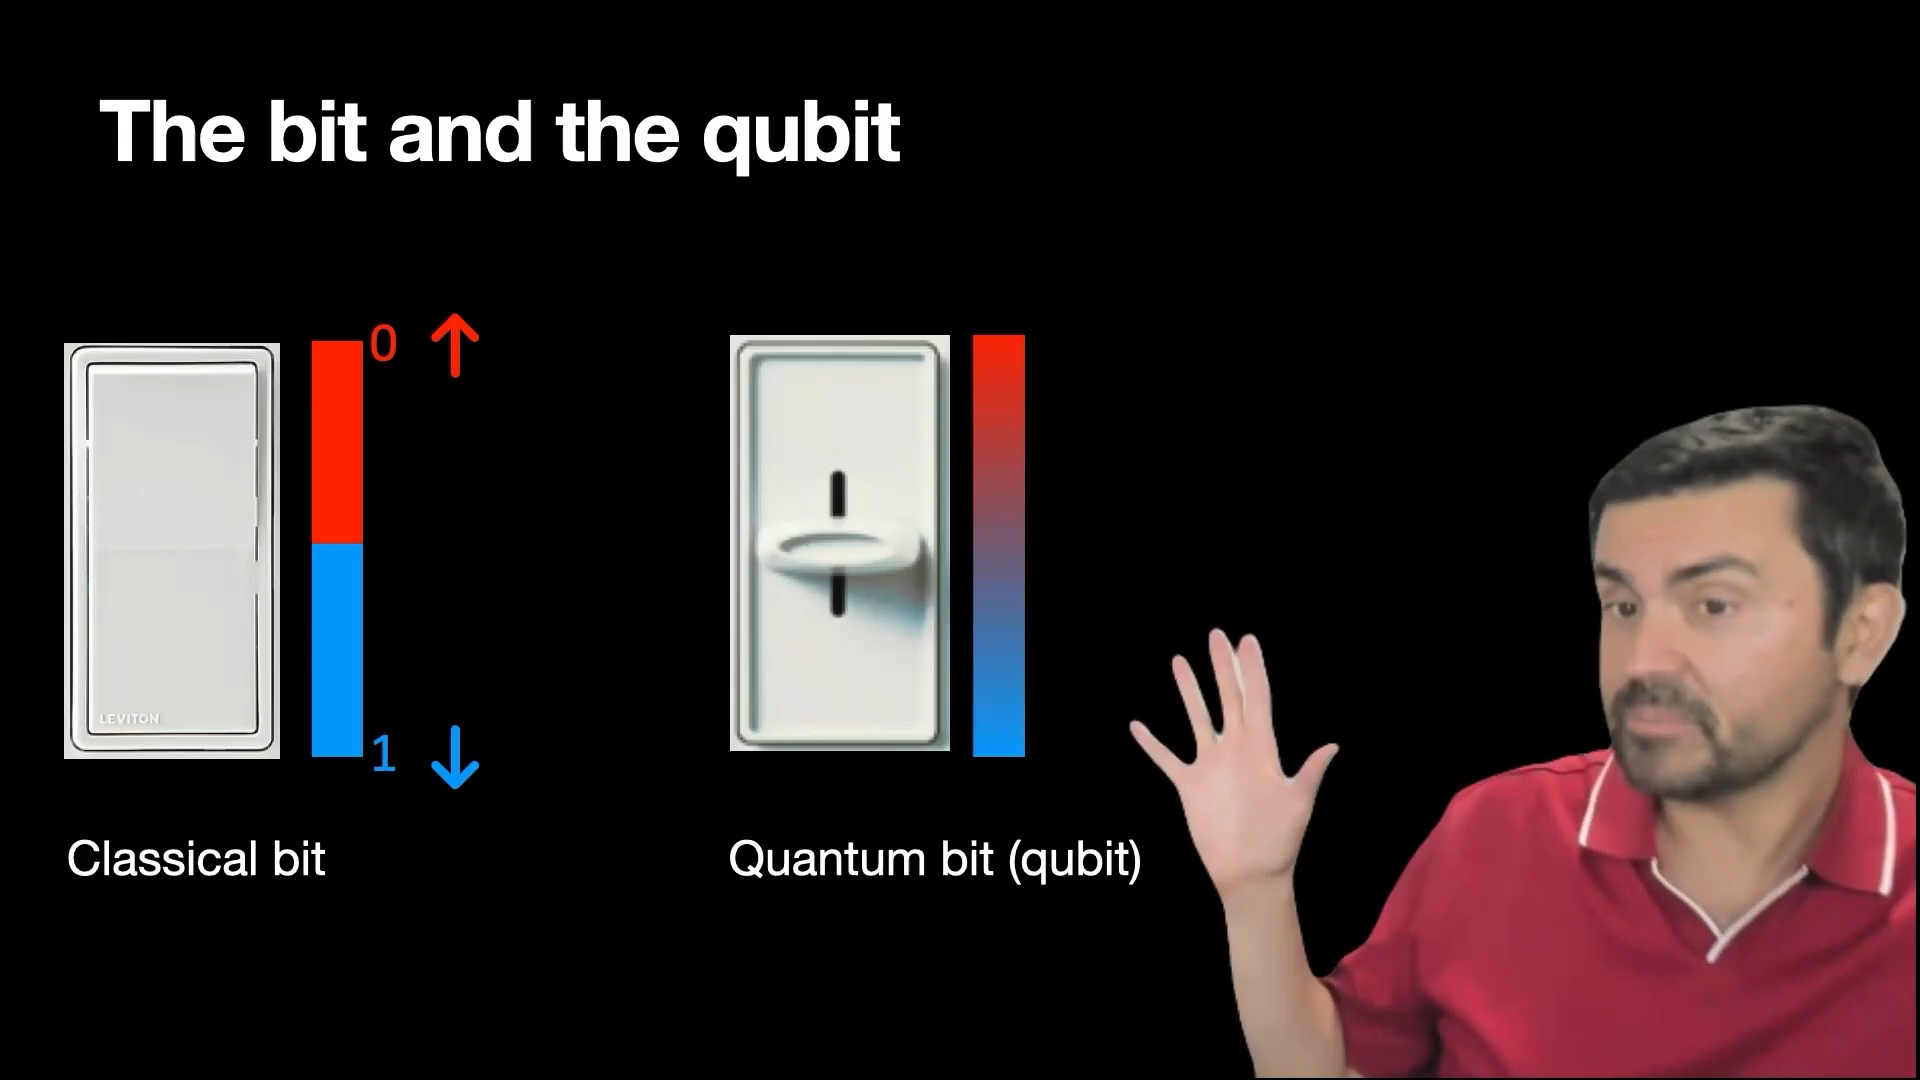 The bit and the qubit
0
1
LEVITON
Classical bit
Quantum bit (qubit)